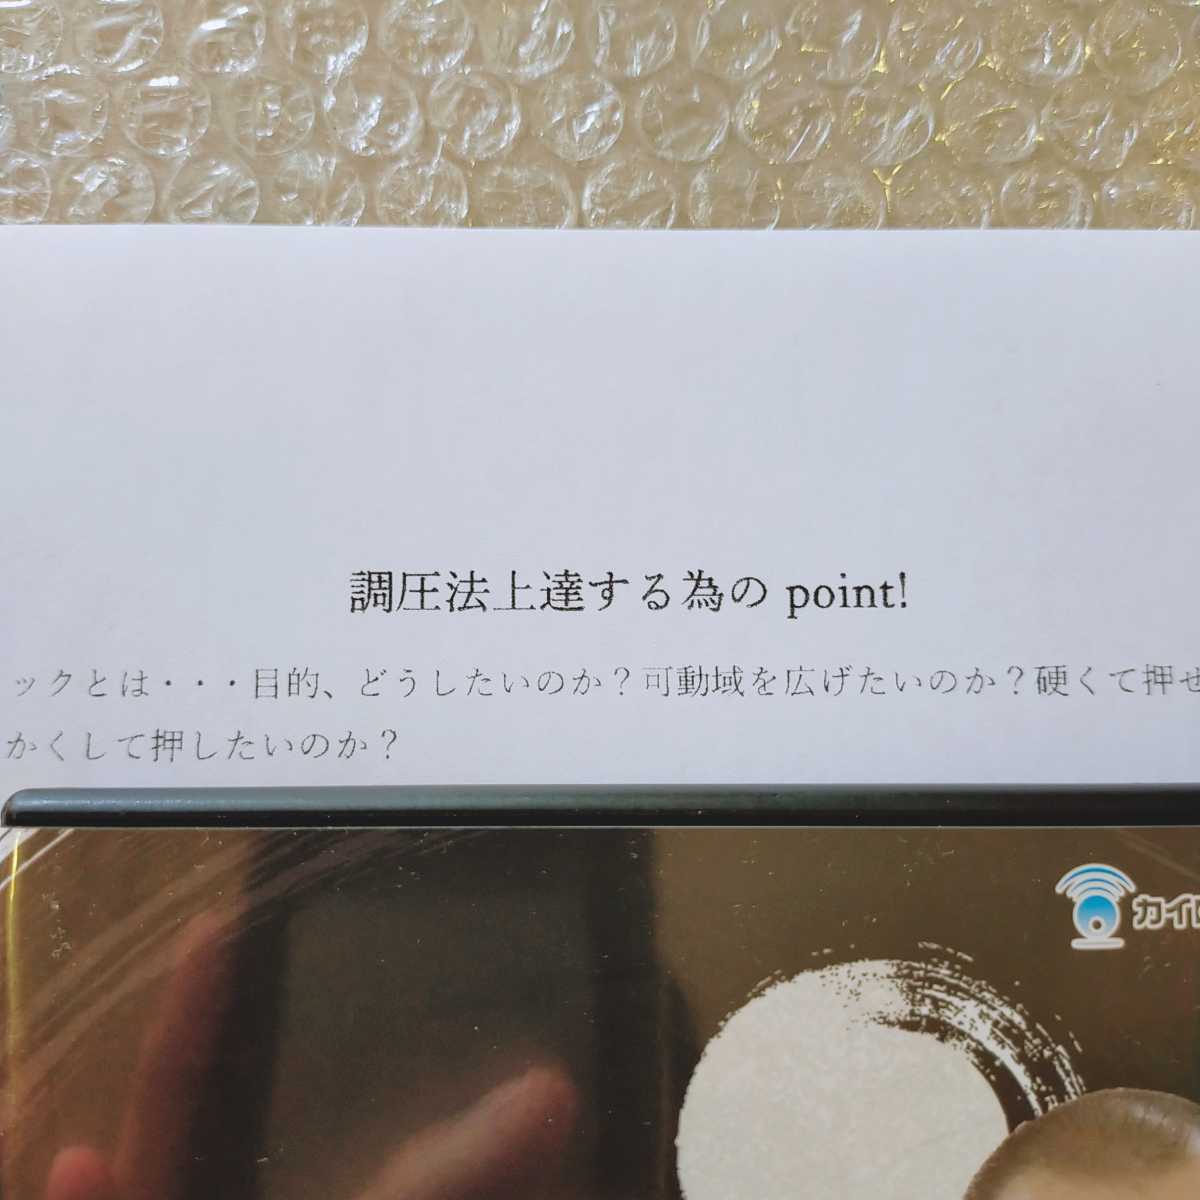 調圧法上達する為の point!
ックとは・・・目的、どうしたいのか？可動域を広げたいのか？硬くて押せ
かくして押したいのか？
カイロ